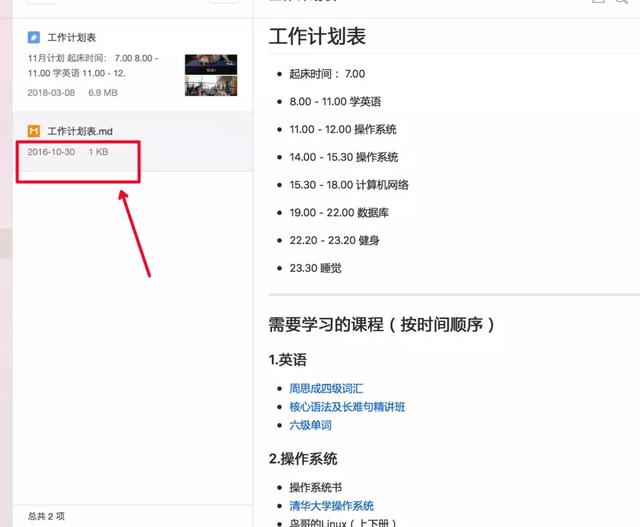 工作计划表
11月计划 起床时间： 7.00 8.00 -
11.00 学英语 11.00 - 12.
2018-03-08 6.9 MB
工作计划表.md
2016-10-30 1 KB
总共 2 项
工作计划表
起床时间： 7.00
8.00 - 11.00 学英语
11.00 - 12.00 操作系统
14.00 - 15.30 操作系统
15.30 - 18.00 计算机网络
19.00 - 22.00 数据库
22.20 - 23.20 健身
23.30 睡觉
需要学习的课程（按时间顺序）
1.英语
周思成四级词汇
核心语法及长难句精讲班
六级单词
2.操作系统
操作系统书
清华大学操作系统
鸟哥的Linux（上下册）